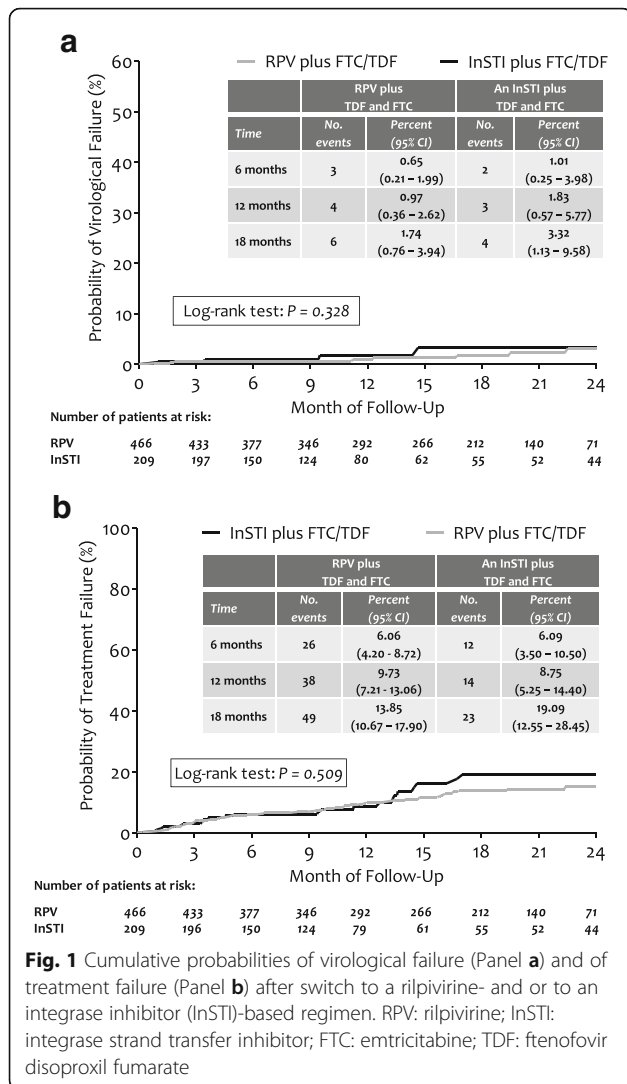 a
60
50
40
30
20
10
0
Probability of Virological Failure (%)
RPV plus FTC/TDF InSTI plus FTC/TDF
RPV plus TDF and FTC An InSTI plus TDF and FTC
Time No. events Percent (95% CI) No. events Percent (95% CI)
6 months 3 0.65 (0.21 – 1.99) 2 1.01 (0.25 – 3.98)
12 months 4 0.97 (0.36 – 2.62) 3 1.83 (0.57 – 5.77)
18 months 6 1.74 (0.76 – 3.94) 4 3.32 (1.13 – 9.58)
Log-rank test: P = 0.328
0 3 6 9 12 15 18 21 24
Month of Follow-Up
Number of patients at risk:
RPV 466 433 377 346 292 266 212 140 71
InSTI 209 197 150 124 80 62 55 52 44
b
100
80
60
40
20
0
Probability of Treatment Failure (%)
InSTI plus FTC/TDF RPV plus FTC/TDF
RPV plus TDF and FTC An InSTI plus TDF and FTC
Time No. events Percent (95% CI) No. events Percent (95% CI)
6 months 26 6.06 (4.20 - 8.72) 12 6.09 (3.50 – 10.50)
12 months 38 9.73 (7.21 - 13.06) 14 8.75 (5.25 – 14.40)
18 months 49 13.85 (10.67 – 17.90) 23 19.09 (12.55 – 28.45)
Log-rank test: P = 0.509
0 3 6 9 12 15 18 21 24
Month of Follow-Up
Number of patients at risk:
RPV 466 433 377 346 292 266 212 140 71
InSTI 209 196 150 124 79 61 55 52 44
Fig. 1 Cumulative probabilities of virological failure (Panel a) and of
treatment failure (Panel b) after switch to a rilpivirine- and or to an
integrase inhibitor (InSTI)-based regimen. RPV: rilpivirine; InSTI:
integrase strand transfer inhibitor; FTC: emtricitabine; TDF: ftenofovir
disoproxil fumarate